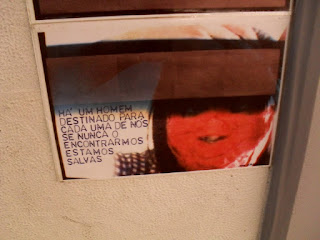 HÁ UM HOMEM
DESTINADO PARA
CADA UMA DE NÓS
SE NUNCA O
ENCONTRARMOS
ESTAMOS
SALVAS